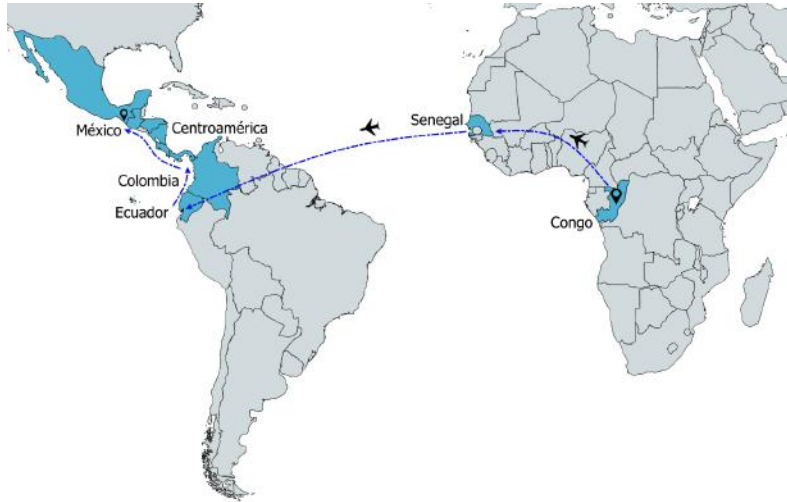 Senegal
México
Centroamérica
Colombia
Ecuador
Congo